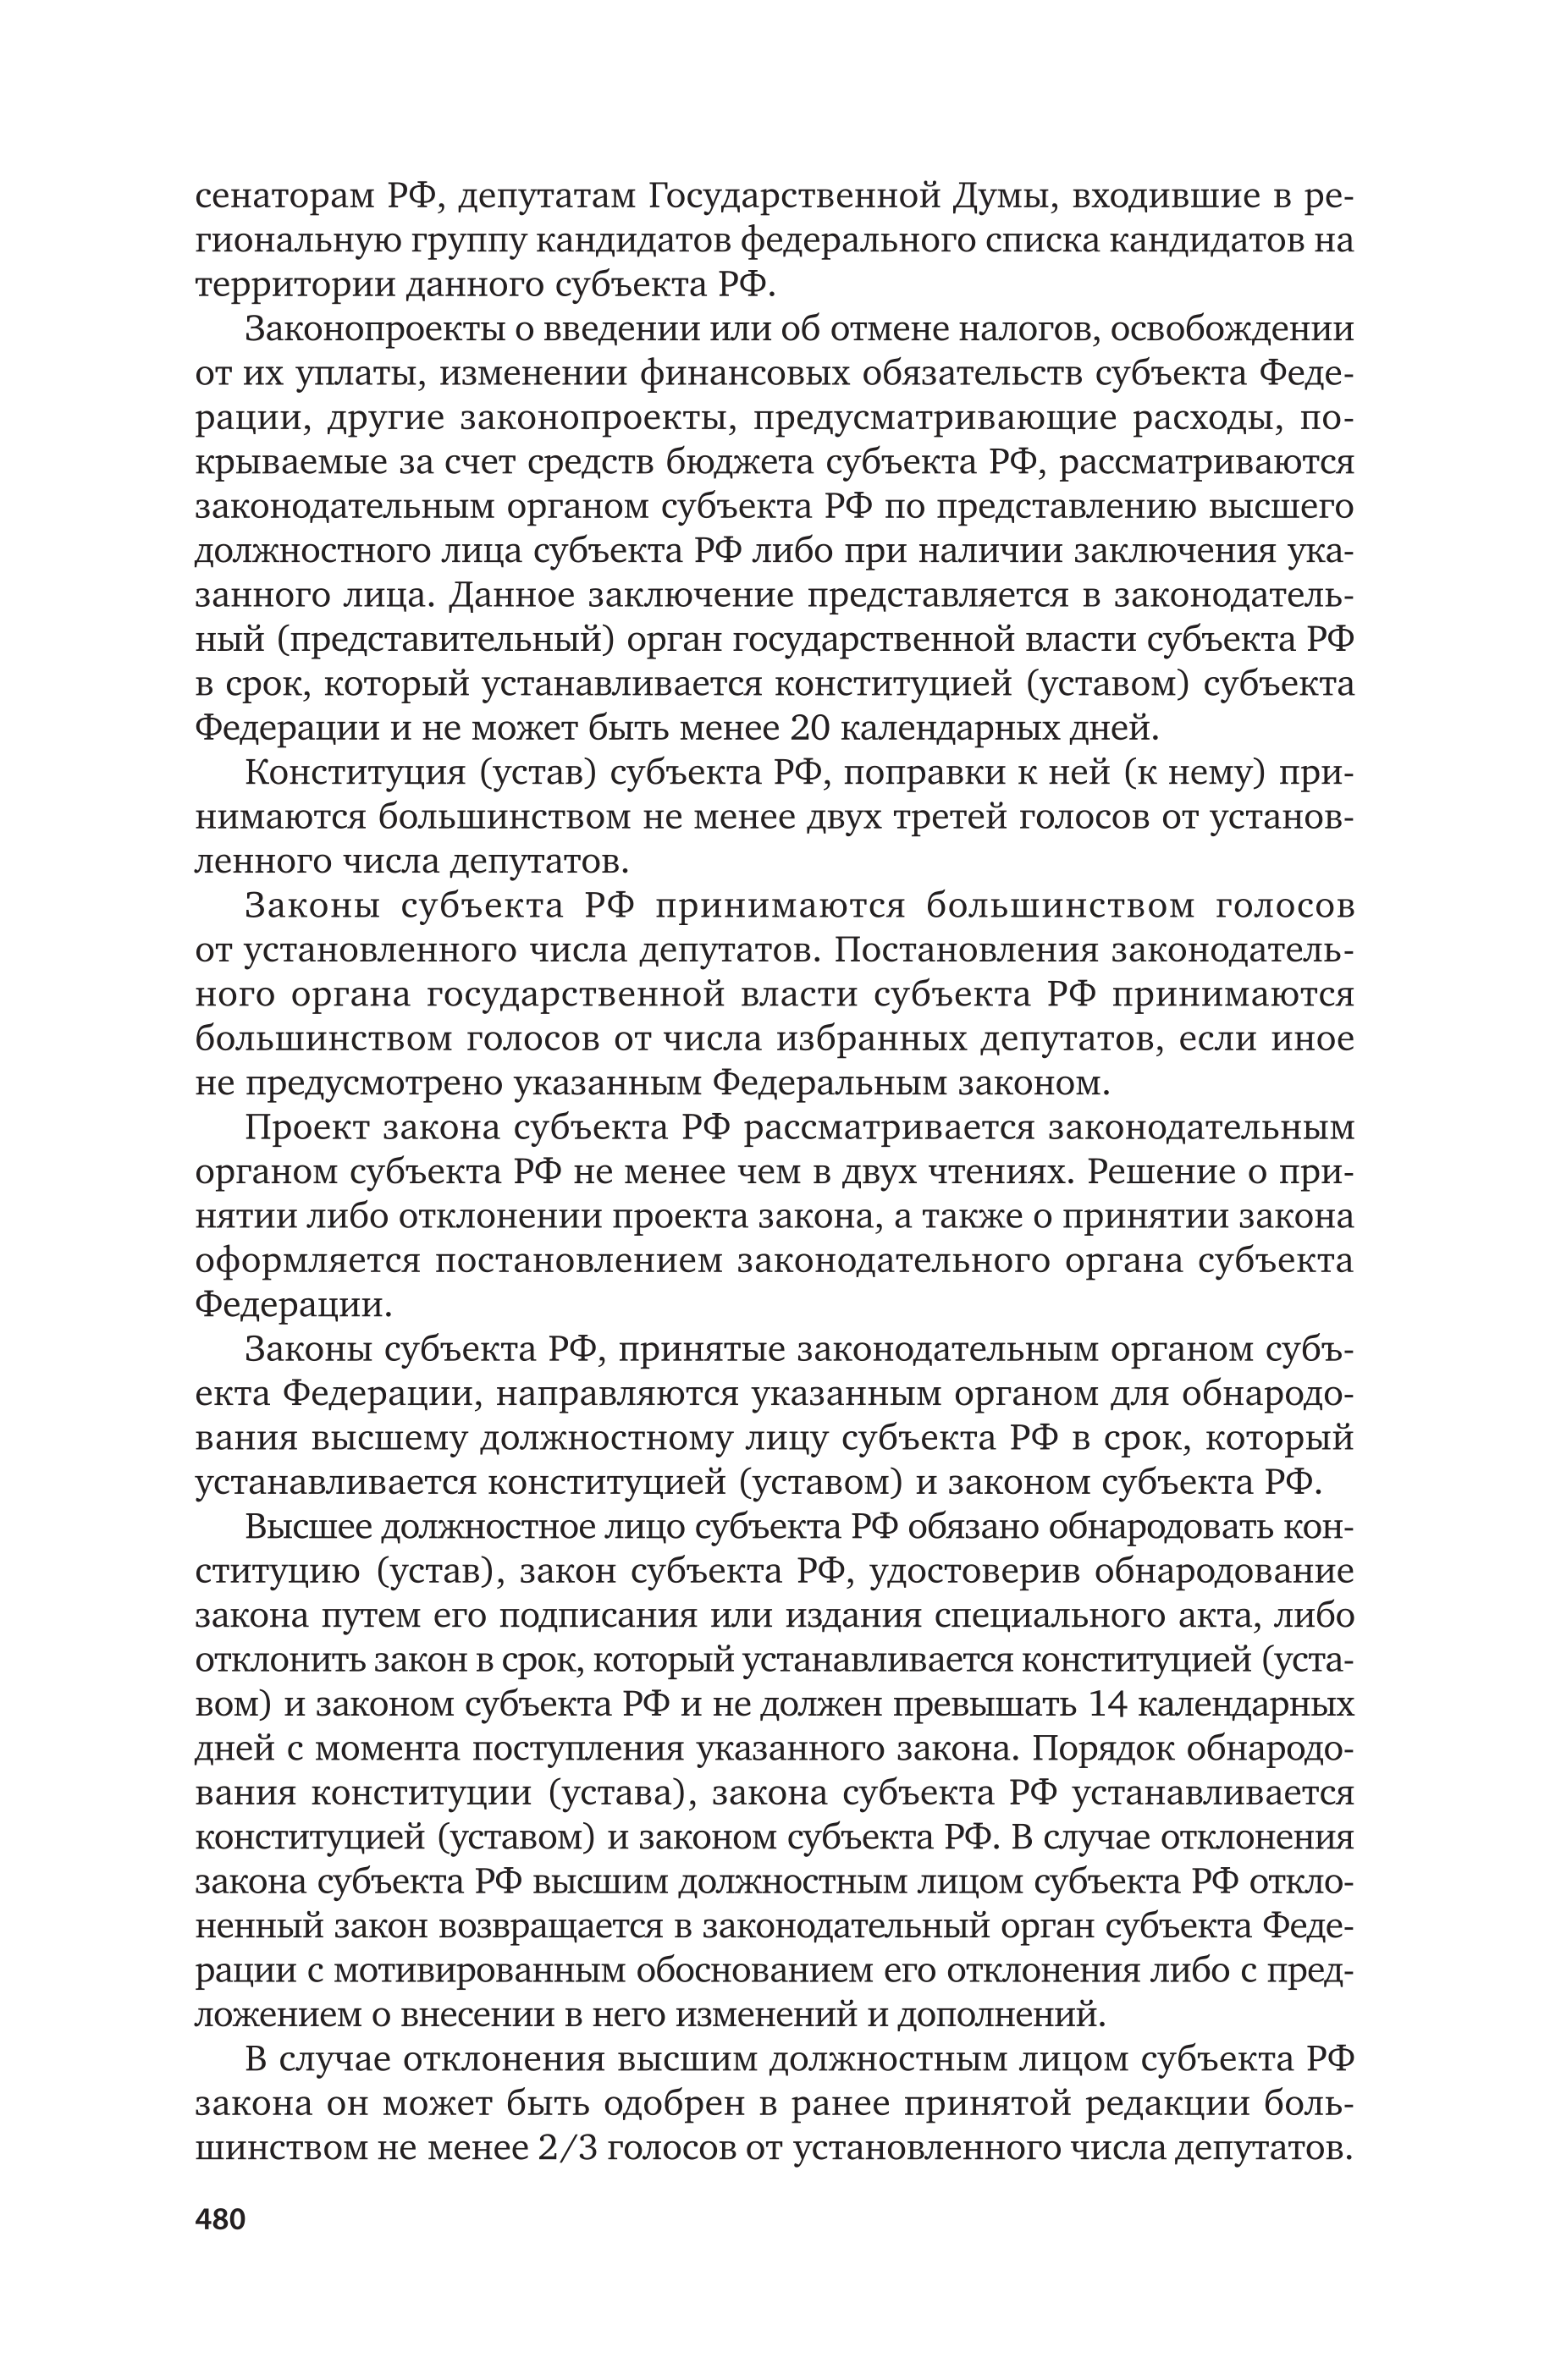 сенаторам РФ, депутатам Государственной Думы, входившие в ре-
гиональную группу кандидатов федерального списка кандидатов на
территории данного субъекта РФ.
Законопроекты о введении или об отмене налогов, освобождении
от их уплаты, изменении финансовых обязательств субъекта Феде-
рации, другие законопроекты, предусматривающие расходы, по-
крываемые за счет средств бюджета субъекта РФ, рассматриваются
законодательным органом субъекта РФ по представлению высшего
должностного лица субъекта РФ либо при наличии заключения ука-
занного лица. Данное заключение представляется в законодатель-
ный (представительный) орган государственной власти субъекта РФ
в срок, который устанавливается конституцией (уставом) субъекта
Федерации и не может быть менее 20 календарных дней.
Конституция (устав) субъекта РФ, поправки к ней (к нему) при-
нимаются большинством не менее двух третей голосов от установ-
ленного числа депутатов.
Законы субъекта РФ принимаются большинством голосов
от установленного числа депутатов. Постановления законодатель-
ного органа государственной власти субъекта РФ принимаются
большинством голосов от числа избранных депутатов, если иное
не предусмотрено указанным Федеральным законом.
Проект закона субъекта РФ рассматривается законодательным
органом субъекта РФ не менее чем в двух чтениях. Решение о при-
нятии либо отклонении проекта закона, а также о принятии закона
оформляется постановлением законодательного органа субъекта
Федерации.
Законы субъекта РФ, принятые законодательным органом субъ-
екта Федерации, направляются указанным органом для обнародо-
вания высшему должностному лицу субъекта РФ в срок, который
устанавливается конституцией (уставом) и законом субъекта РФ.
Высшее должностное лицо субъекта РФ обязано обнародовать кон-
ституцию (устав), закон субъекта РФ, удостоверив обнародование
закона путем его подписания или издания специального акта, либо
отклонить закон в срок, который устанавливается конституцией (уста-
вом) и законом субъекта РФ и не должен превышать 14 календарных
дней с момента поступления указанного закона. Порядок обнародо-
вания конституции (устава), закона субъекта РФ устанавливается
конституцией (уставом) и законом субъекта РФ. В случае отклонения
закона субъекта РФ высшим должностным лицом субъекта РФ откло-
ненный закон возвращается в законодательный орган субъекта Феде-
рации с мотивированным обоснованием его отклонения либо с пред-
ложением о внесении в него изменений и дополнений.
В случае отклонения высшим должностным лицом субъекта РФ
закона он может быть одобрен в ранее принятой редакции боль-
шинством не менее 2/3 голосов от установленного числа депутатов.
480